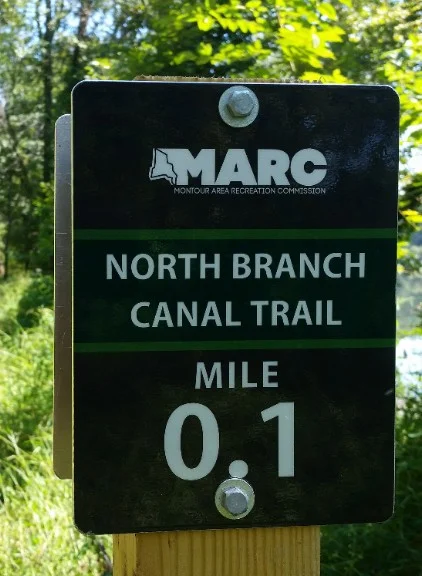 MARC
MONTOUR AREA RECREATION COMMISSION
NORTH BRANCH
CANAL TRAIL
MILE
0.1